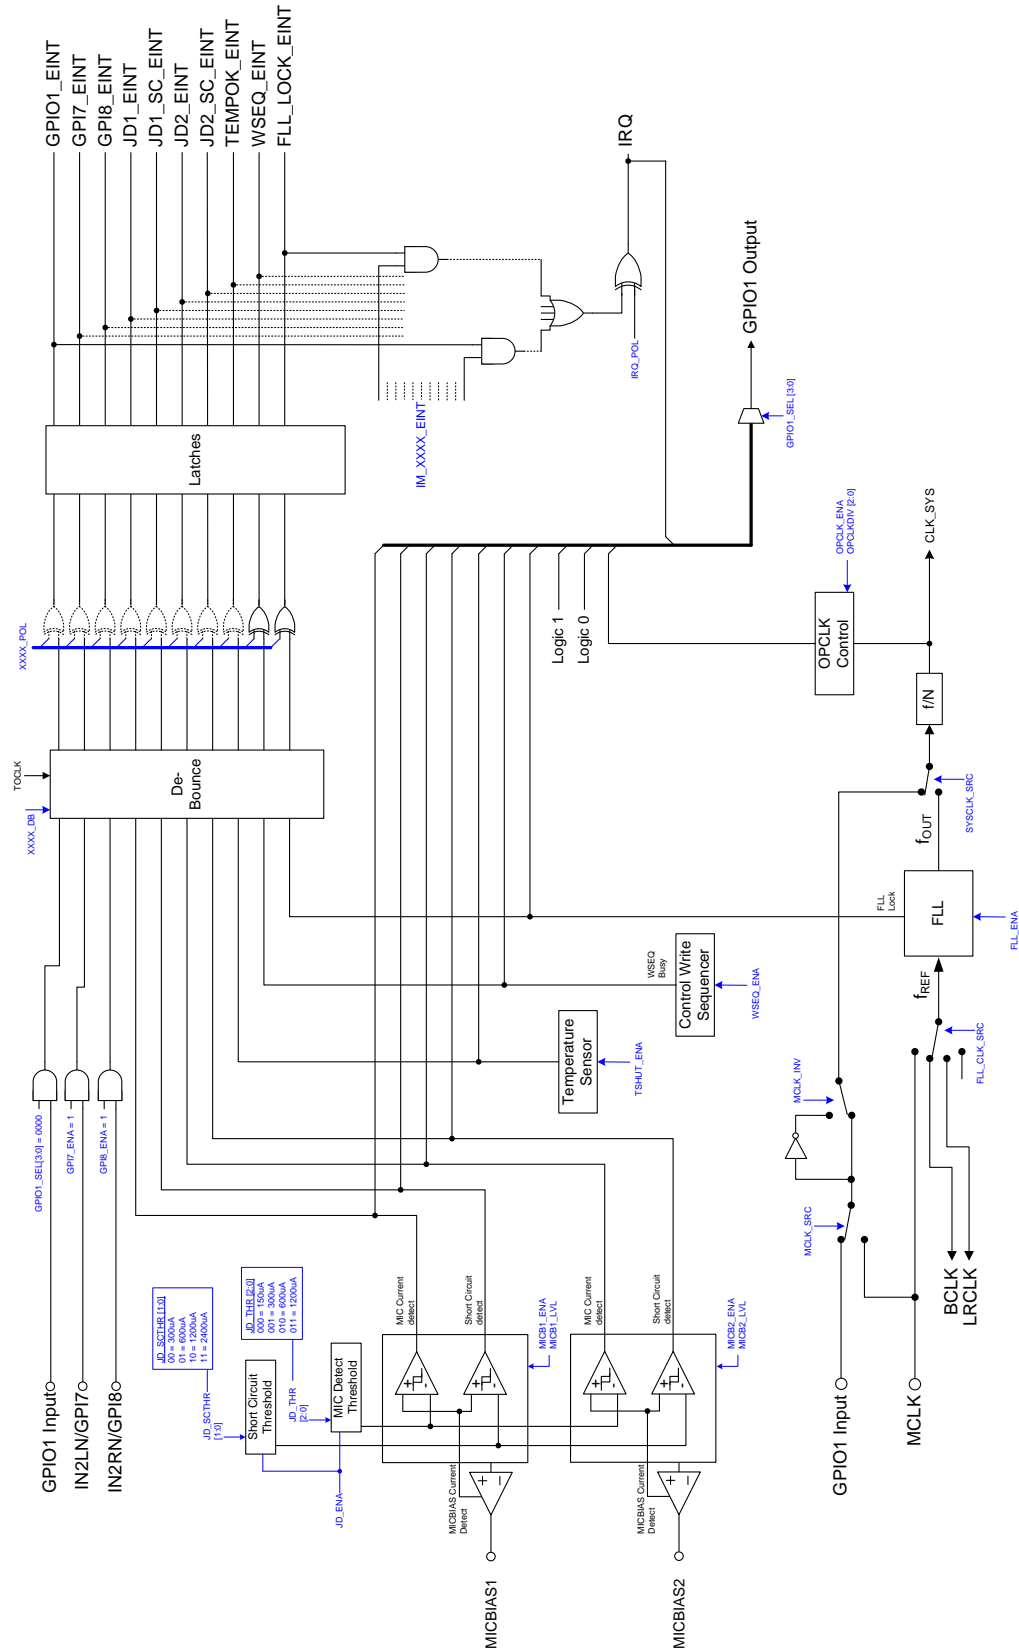 GPIO1_EINT
GPI7_EINT
GPI8_EINT
JD1_EINT
JD1_SC_EINT
JD2_EINT
JD2_SC_EINT
TEMPOK_EINT
WSEQ_EINT
FLL_LOCK_EINT
IRQ
GPIO1 Output
IRQ_POL
GPIO1_SEL [3:0]
IM_XXXX_EINT
Latches
XXXX_POL
Logic 1
Logic 0
OPCLK_ENA
OPCLKDIV [2:0]
OPCLK
Control
CLK_SYS
f/N
TOCLK
XXXX_DB
De-
Bounce
SYSCLK_SRC
fOUT
FLL
Lock
FLL
FLL_ENA
fREF
FLL_CLK_SRC
WSEQ
Busy
Control Write
Sequencer
WSEQ_ENA
Temperature
Sensor
TSHUT_ENA
GPIO1_SEL[3:0] = 0000
GPI7_ENA = 1
GPI8_ENA = 1
MCLK_INV
MCLK_SRC
BCLK
LRCLK
GPIO1 Input
IN2LN/GPI7
IN2RN/GPI8
JD_SCTHR [1:0]
00 = 300uA
01 = 600uA
10 = 1200uA
11 = 2400uA
JD_THR [2:0]
000 = 150uA
001 = 300uA
010 = 600uA
011 = 1200uA
JD_SCTHR
[1:0]
JD_THR
[2:0]
Short Circuit
Threshold
MIC Detect
Threshold
JD_ENA
MIC Current
detect
Short Circuit
detect
MICB1_ENA
MICB1_LVL
MIC Current
detect
Short Circuit
detect
MICB2_ENA
MICB2_LVL
+
-
+
-
+
-
+
-
MICBIAS Current
Detect
+
−
MICBIAS Current
Detect
+
−
MICBIAS1
MICBIAS2
GPIO1 Input
MCLK